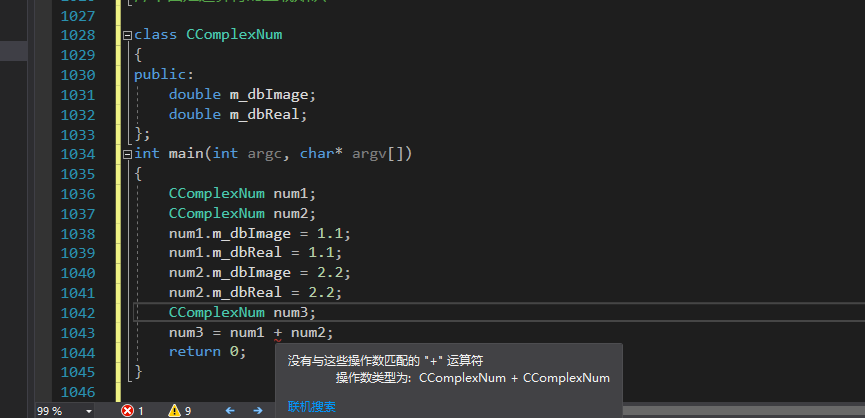 1027
1028 class CComplexNum
1029 {
1030 public:
1031 double m_dbImage;
1032 double m_dbReal;
1033 };
1034 int main(int argc, char* argv[])
1035 {
1036 CComplexNum num1;
1037 CComplexNum num2;
1038 num1.m_dbImage = 1.1;
1039 num1.m_dbReal = 1.1;
1040 num2.m_dbImage = 2.2;
1041 num2.m_dbReal = 2.2;
1042 CComplexNum num3;
1043 num3 = num1 + num2;
1044 return 0;
1045 }
1046
没有与这些操作数匹配的 "+" 运算符
操作数类型为: CComplexNum + CComplexNum
联机搜索
99 % 1 9